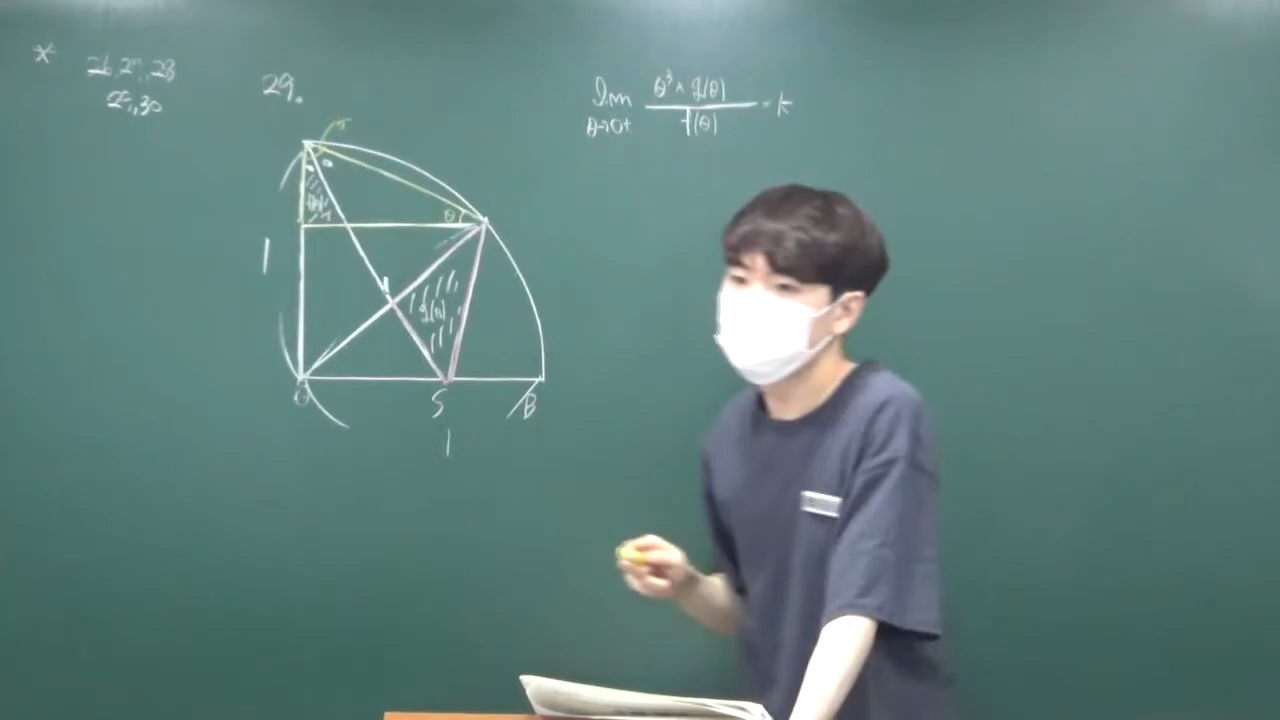 * 26, 27, 28
29, 30
29.
lim θ³ × g(θ)
θ→0+ f(θ) = k
θ
1
g(θ)
O S B
1